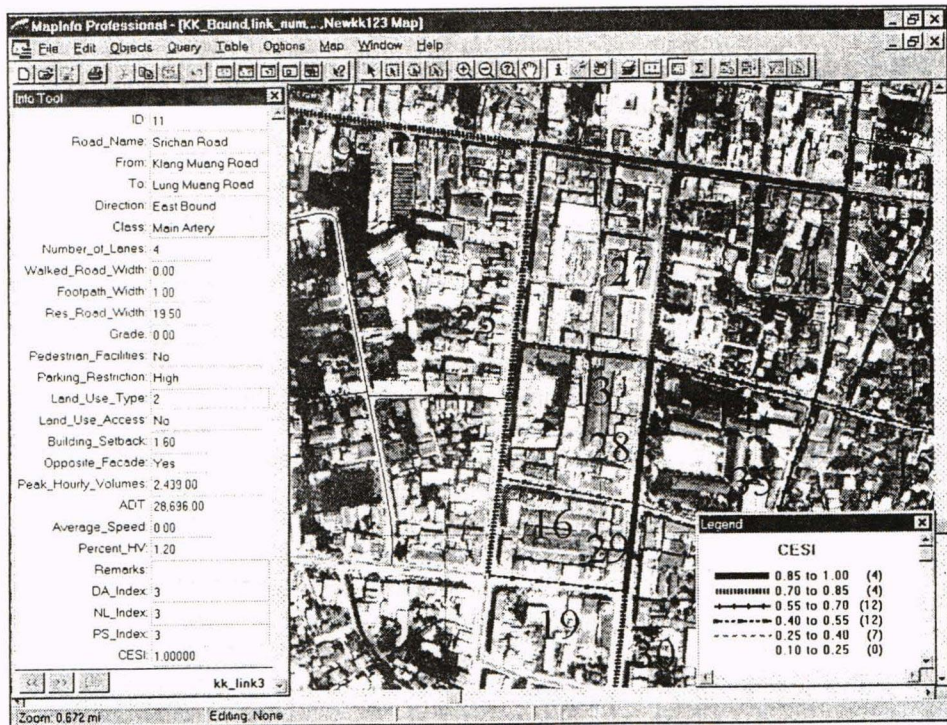 MapInfo Professional - [KK_Bound,link_num...,Newkk123 Map]
File Edit Objects Query Table Options Map Window Help
Info Tool
ID: 11
Road_Name: Srichan Road
From: Klang Muang Road
To: Lung Muang Road
Direction: East Bound
Class: Main Artery
Number_of_Lanes: 4
Walked_Road_Width: 0.00
Footpath_Width: 1.00
Res_Road_Width: 19.50
Grade: 0.00
Pedestrian_Facilities: No
Parking_Restriction: High
Land_Use_Type: 2
Land_Use_Access: No
Building_Setback: 1.60
Opposite_Facade: Yes
Peak_Hourly_Volumes: 2,439.00
ADT: 28,696.00
Average_Speed: 0.00
Percent_HV: 1.20
Remarks:
DA_Index: 3
NL_Index: 3
PS_Index: 3
CESI: 1.00000
<< >> kk_link3
9
27
25
13
28
35
16
29
19
30
Legend
CESI
0.85 to 1.00 (4)
0.70 to 0.85 (4)
0.55 to 0.70 (12)
0.40 to 0.55 (12)
0.25 to 0.40 (7)
0.10 to 0.25 (0)
Zoom: 0.672 mi Editing: None